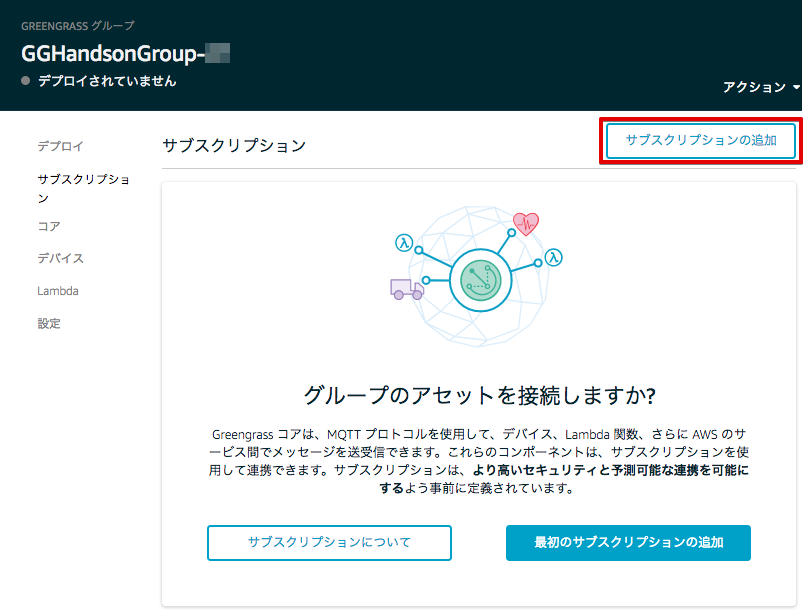 GREENGRASS グループ
GGHandsonGroup-
デプロイされていません
アクション
デプロイ
サブスクリプション
サブスクリプションの追加
サブスクリプショ
ン
コア
デバイス
Lambda
設定
グループのアセットを接続しますか?
Greengrass コアは、MQTT プロトコルを使用して、デバイス、Lambda 関数、さらに AWS のサ
ービス間でメッセージを送受信できます。これらのコンポーネントは、サブスクリプションを使
用して連携できます。サブスクリプションは、より高いセキュリティと予測可能な連携を可能に
するよう事前に定義されています。
サブスクリプションについて
最初のサブスクリプションの追加